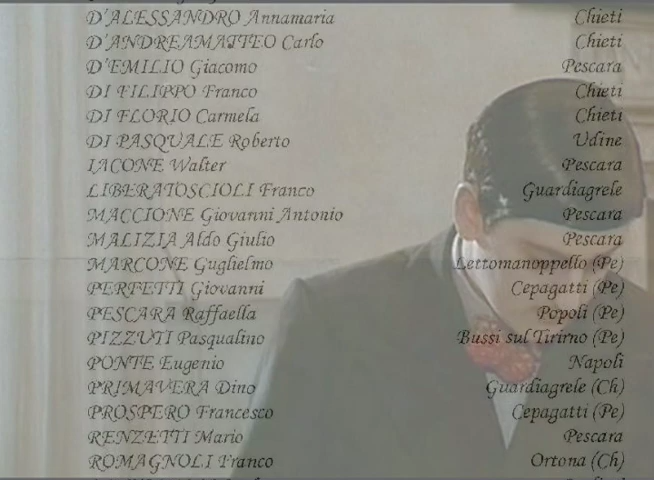 D'ALESSANDRO Annamaria Chieti
D'ANDREAMATTEO Carlo Chieti
D'EMILIO Giacomo Pescara
DI FILIPPO Franco Chieti
DI FLORIO Carmela Chieti
DI PASQUALE Roberto Udine
IACONE Walter Pescara
LIBERATOSCIOLI Franco Guardiagrele
MACCIONE Giovanni Antonio Pescara
MALIZIA Aldo Giulio Pescara
MARCONE Guglielmo Lettomanoppello (Pe)
PERFETTI Giovanni Cepagatti (Pe)
PESCARA Raffaella Popoli (Pe)
PIZZUTI Pasqualino Bussi sul Tirirno (Pe)
PONTE Eugenio Napoli
PRIMAVERA Dino Guardiagrele (Ch)
PROSPERO Francesco Cepagatti (Pe)
RENZETTI Mario Pescara
ROMAGNOLI Franco Ortona (Ch)